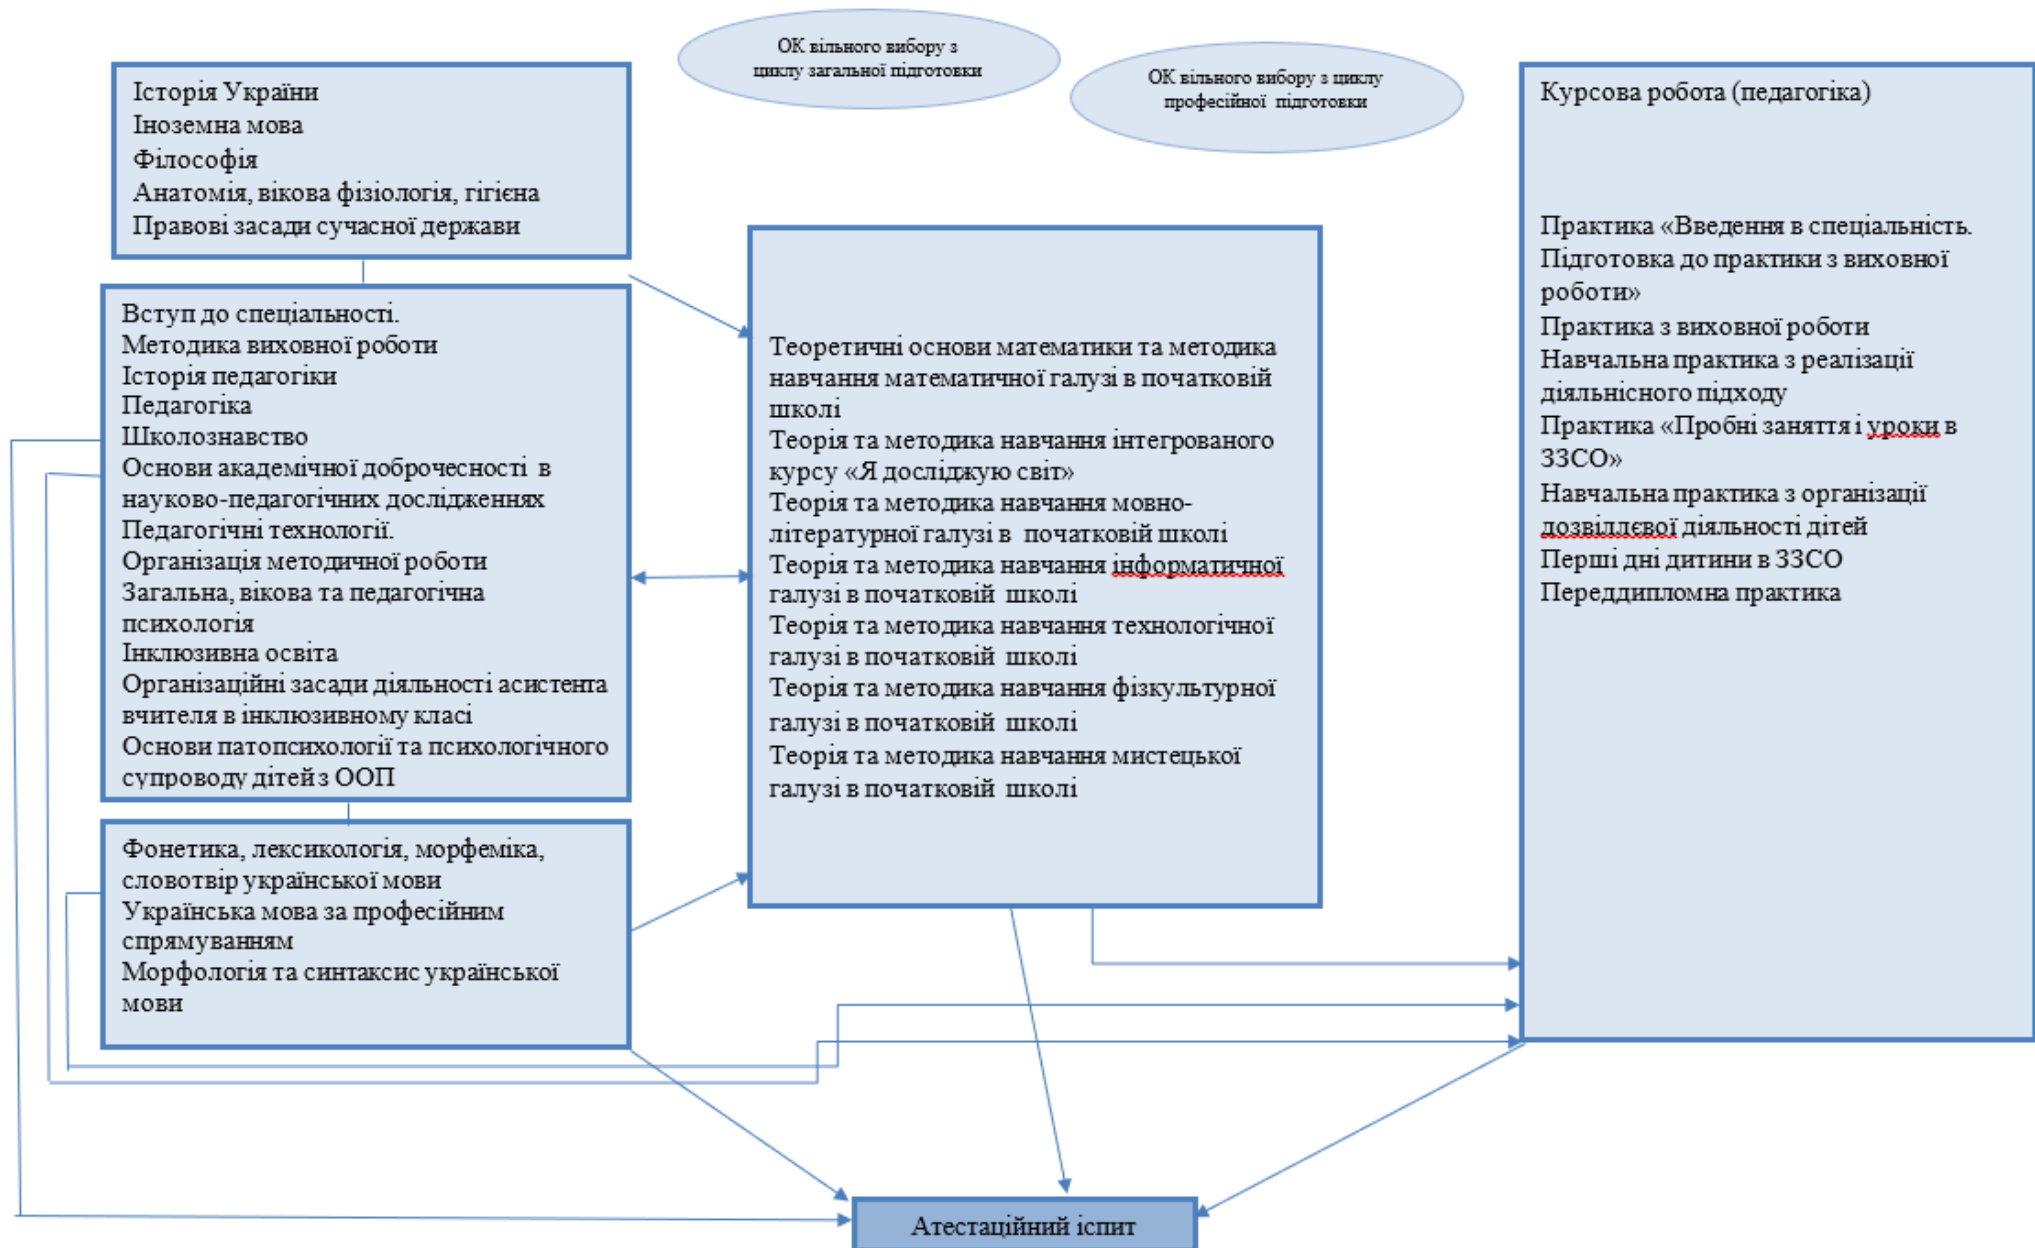 ОК вільного вибору з
циклу загальної підготовки
ОК вільного вибору з циклу
професійної підготовки
Історія України
Іноземна мова
Філософія
Анатомія, вікова фізіологія, гігієна
Правові засади сучасної держави
Вступ до спеціальності.
Методика виховної роботи
Історія педагогіки
Педагогіка
Школознавство
Основи академічної доброчесності в
науково-педагогічних дослідженнях
Педагогічні технології.
Організація методичної роботи
Загальна, вікова та педагогічна
психологія
Інклюзивна освіта
Організаційні засади діяльності асистента
вчителя в інклюзивному класі
Основи патопсихології та психологічного
супроводу дітей з ООП
Фонетика, лексикологія, морфеміка,
словотвір української мови
Українська мова за професійним
спрямуванням
Морфологія та синтаксис української
мови
Теоретичні основи математики та методика
навчання математичної галузі в початковій
школі
Теорія та методика навчання інтегрованого
курсу «Я досліджую світ»
Теорія та методика навчання мовно-
літературної галузі в початковій школі
Теорія та методика навчання інформатичної
галузі в початковій школі
Теорія та методика навчання технологічної
галузі в початковій школі
Теорія та методика навчання фізкультурної
галузі в початковій школі
Теорія та методика навчання мистецької
галузі в початковій школі
Курсова робота (педагогіка)
Практика «Введення в спеціальність.
Підготовка до практики з виховної
роботи»
Практика з виховної роботи
Навчальна практика з реалізації
діяльнісного підходу
Практика «Пробні заняття і уроки в
ЗЗСО»
Навчальна практика з організації
дозвіллєвої діяльності дітей
Перші дні дитини в ЗЗСО
Переддипломна практика
Атестаційний іспит